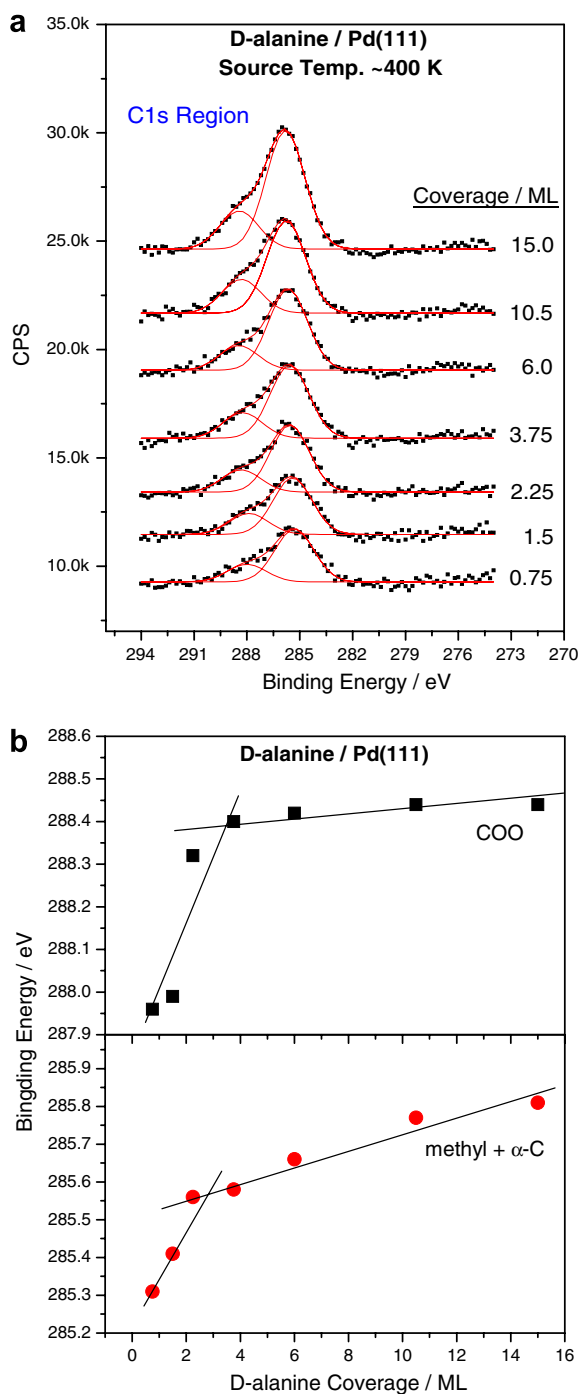 a
D-alanine / Pd(111)
Source Temp. ~400 K
C1s Region
Coverage / ML
35.0k
30.0k
25.0k
20.0k
15.0k
10.0k
CPS
15.0
10.5
6.0
3.75
2.25
1.5
0.75
294 291 288 285 282 279 276 273 270
Binding Energy / eV
b
D-alanine / Pd(111)
288.6
288.5
288.4
288.3
288.2
288.1
288.0
287.9
COO
Bingding Energy / eV
285.9
285.8
285.7
285.6
285.5
285.4
285.3
285.2
methyl + α-C
0 2 4 6 8 10 12 14 16
D-alanine Coverage / ML